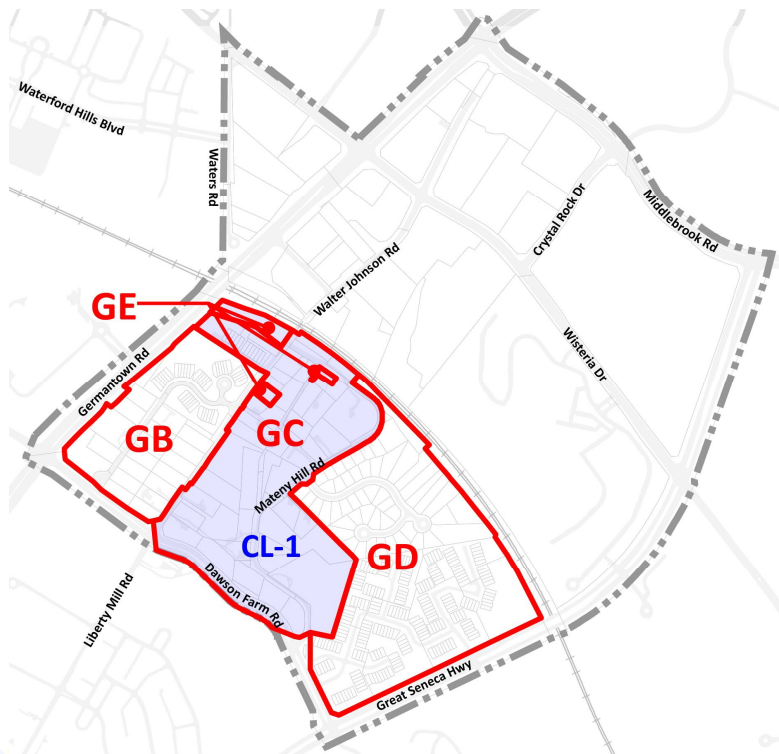 Waterford Hills Blvd
Waters Rd
Middlebrook Rd
Crystal Rock Dr
Walter Johnson Rd
GE
Wisteria Dr
Germantown Rd
GB
GC
Mateny Hill Rd
CL-1
GD
Dawson Farm Rd
Liberty Mill Rd
Great Seneca Hwy